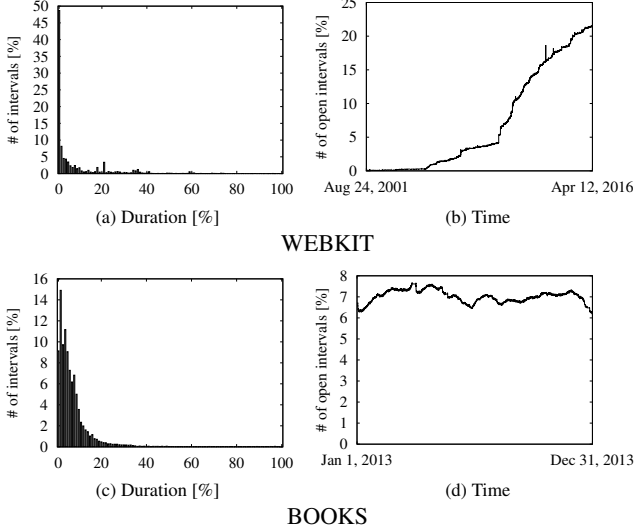 50
45
40
35
30
25
20
15
10
5
0
# of intervals [%]
0 20 40 60 80 100
(a) Duration [%]
25
20
15
10
5
0
# of open intervals [%]
Aug 24, 2001 Apr 12, 2016
(b) Time
WEBKIT
16
14
12
10
8
6
4
2
0
# of intervals [%]
0 20 40 60 80 100
(c) Duration [%]
8
7
6
5
4
3
2
1
0
# of open intervals [%]
Jan 1, 2013 Dec 31, 2013
(d) Time
BOOKS